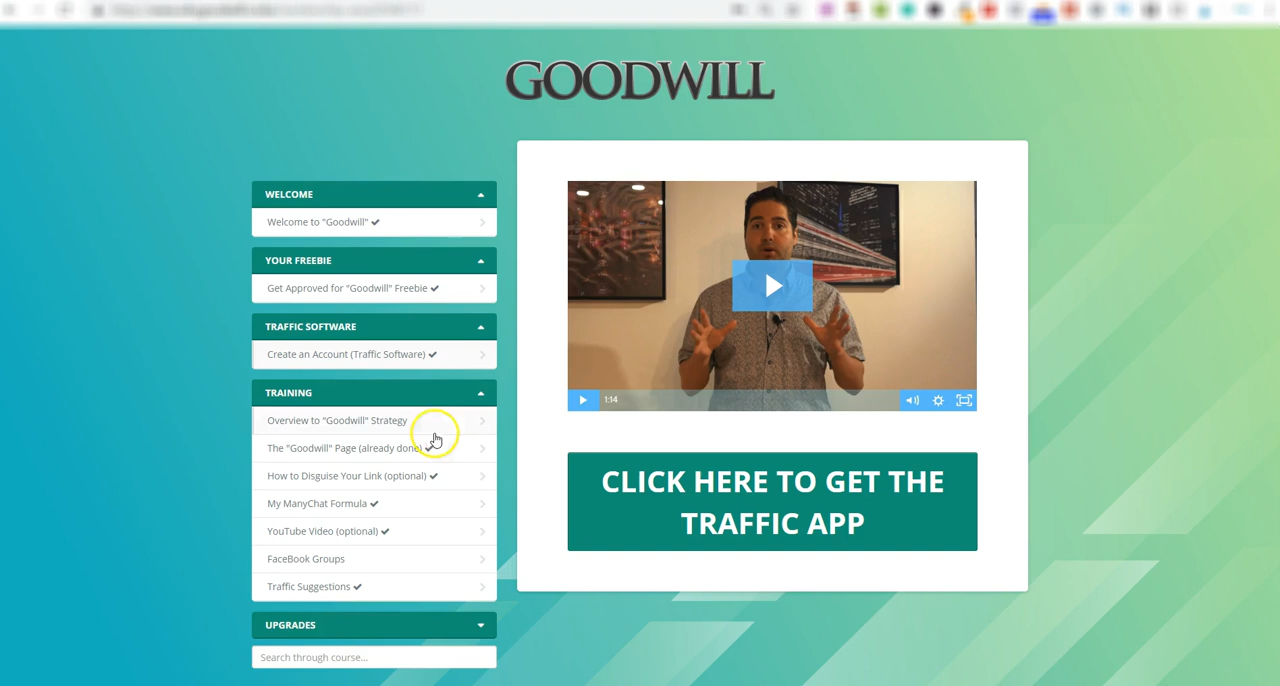 GOODWILL
WELCOME
Welcome to "Goodwill"
YOUR FREEBIE
Get Approved for "Goodwill" Freebie
TRAFFIC SOFTWARE
Create an Account (Traffic Software)
TRAINING
Overview to "Goodwill" Strategy
The "Goodwill" Page (already done)
How to Disguise Your Link (optional)
My ManyChat Formula
YouTube Video (optional)
FaceBook Groups
Traffic Suggestions
UPGRADES
Search through course...
1:14
CLICK HERE TO GET THE
TRAFFIC APP